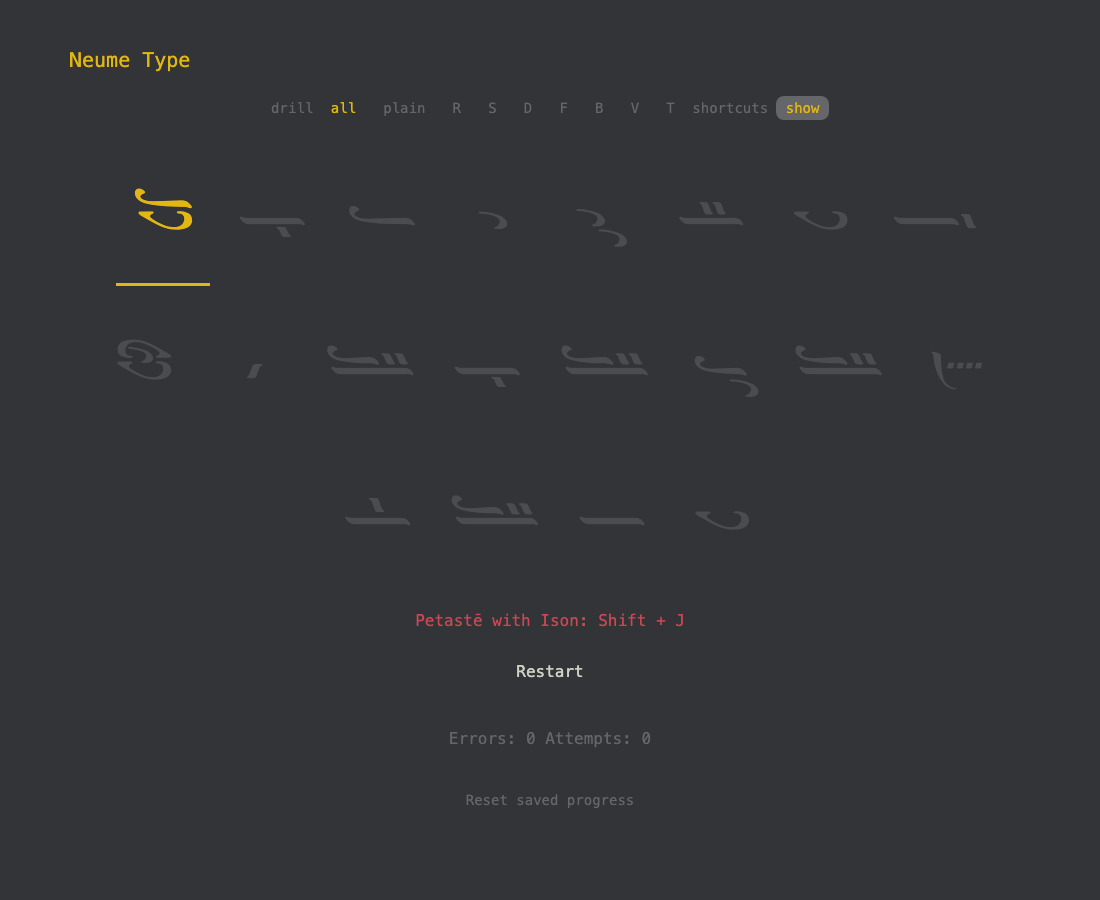 Neume Type
drill all plain R S D F B V T shortcuts show
Petastē with Ison: Shift + J
Restart
Errors: 0 Attempts: 0
Reset saved progress